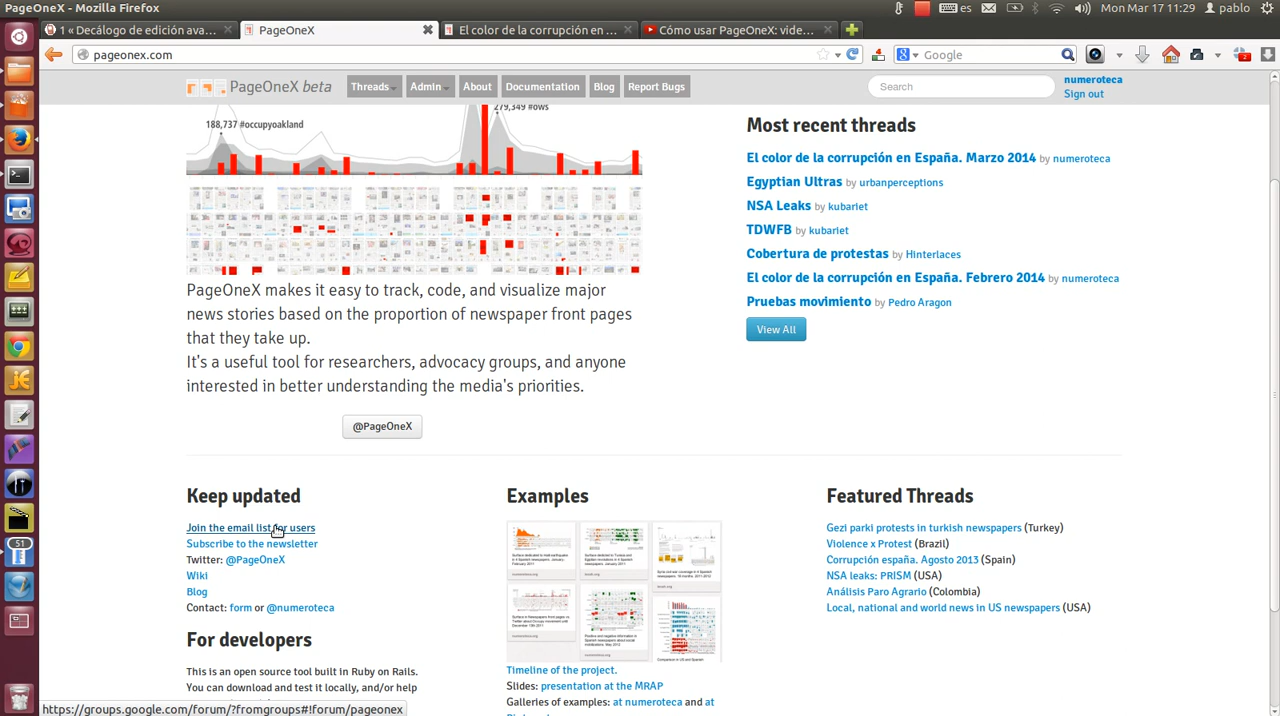 PageOneX - Mozilla Firefox
es
Mon Mar 17 11:29
pablo
1 « Decálogo de edición ava...
PageOneX
El color de la corrupción en ...
Cómo usar PageOneX: vide...
pageonex.com
Google
PageOneX beta
Threads
Admin
About
Documentation
Blog
Report Bugs
Search
numeroteca
Sign out
279,349 #ows
188,737 #occupyoakland
PageOneX makes it easy to track, code, and visualize major
news stories based on the proportion of newspaper front pages
that they take up.
It's a useful tool for researchers, advocacy groups, and anyone
interested in better understanding the media's priorities.
@PageOneX
Most recent threads
El color de la corrupción en España. Marzo 2014 by numeroteca
Egyptian Ultras by urbanperceptions
NSA Leaks by kubariet
TDWFB by kubariet
Cobertura de protestas by Hinterlaces
El color de la corrupción en España. Febrero 2014 by numeroteca
Pruebas movimiento by Pedro Aragon
View All
Keep updated
Join the email list for users
Subscribe to the newsletter
Twitter: @PageOneX
Wiki
Blog
Contact: form or @numeroteca
For developers
This is an open source tool built in Ruby on Rails.
You can download and test it locally, and/or help
Examples
Timeline of the project.
Slides: presentation at the MRAP
Galleries of examples: at numeroteca and at
Featured Threads
Gezi parki protests in turkish newspapers (Turkey)
Violence x Protest (Brazil)
Corrupción españa. Agosto 2013 (Spain)
NSA leaks: PRISM (USA)
Análisis Paro Agrario (Colombia)
Local, national and world news in US newspapers (USA)
https://groups.google.com/forum/?fromgroups#!forum/pageonex
51